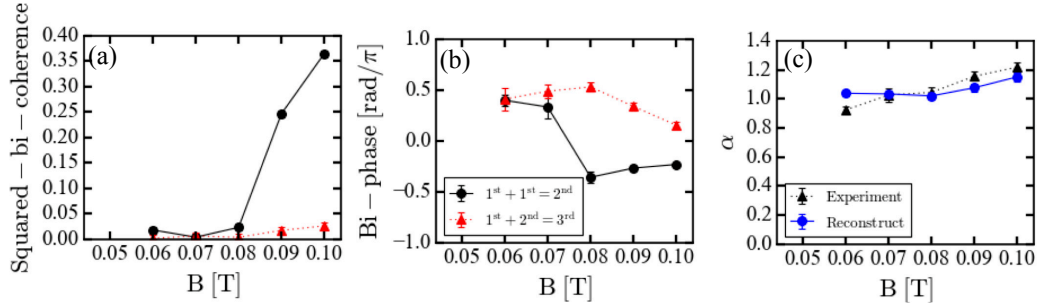 (a)
Squared − bi − coherence
0.40
0.35
0.30
0.25
0.20
0.15
0.10
0.05
0.00
0.05 0.06 0.07 0.08 0.09 0.10
B [T]
(b)
Bi − phase [rad/π]
1.0
0.5
0.0
−0.5
−1.0
1st + 1st = 2nd
1st + 2nd = 3rd
0.05 0.06 0.07 0.08 0.09 0.10
B [T]
(c)
α
1.4
1.2
1.0
0.8
0.6
0.4
0.2
0.0
Experiment
Reconstruct
0.05 0.06 0.07 0.08 0.09 0.10
B [T]